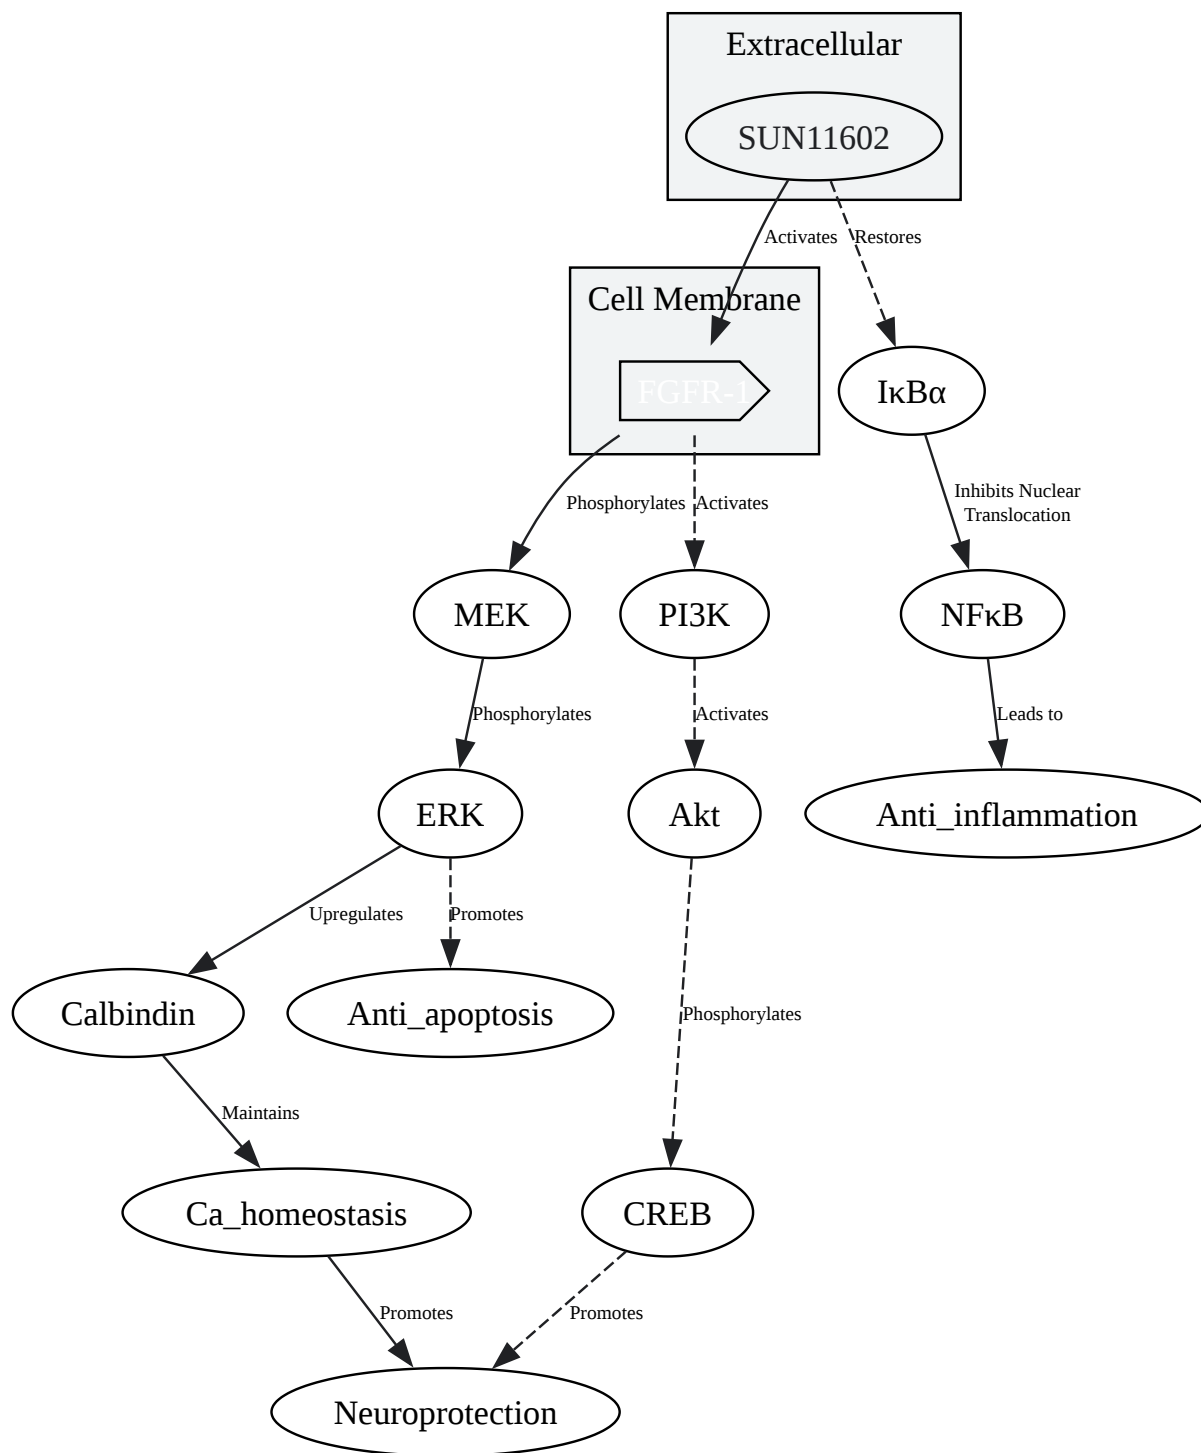 Extracellular
SUN11602
Activates
Restores
Cell Membrane
FGFR-1
IκBα
Phosphorylates
Activates
Inhibits Nuclear
Translocation
MEK
PI3K
NFκB
Phosphorylates
Activates
Leads to
ERK
Akt
Anti_inflammation
Upregulates
Promotes
Calbindin
Anti_apoptosis
Phosphorylates
Maintains
Ca_homeostasis
CREB
Promotes
Promotes
Neuroprotection